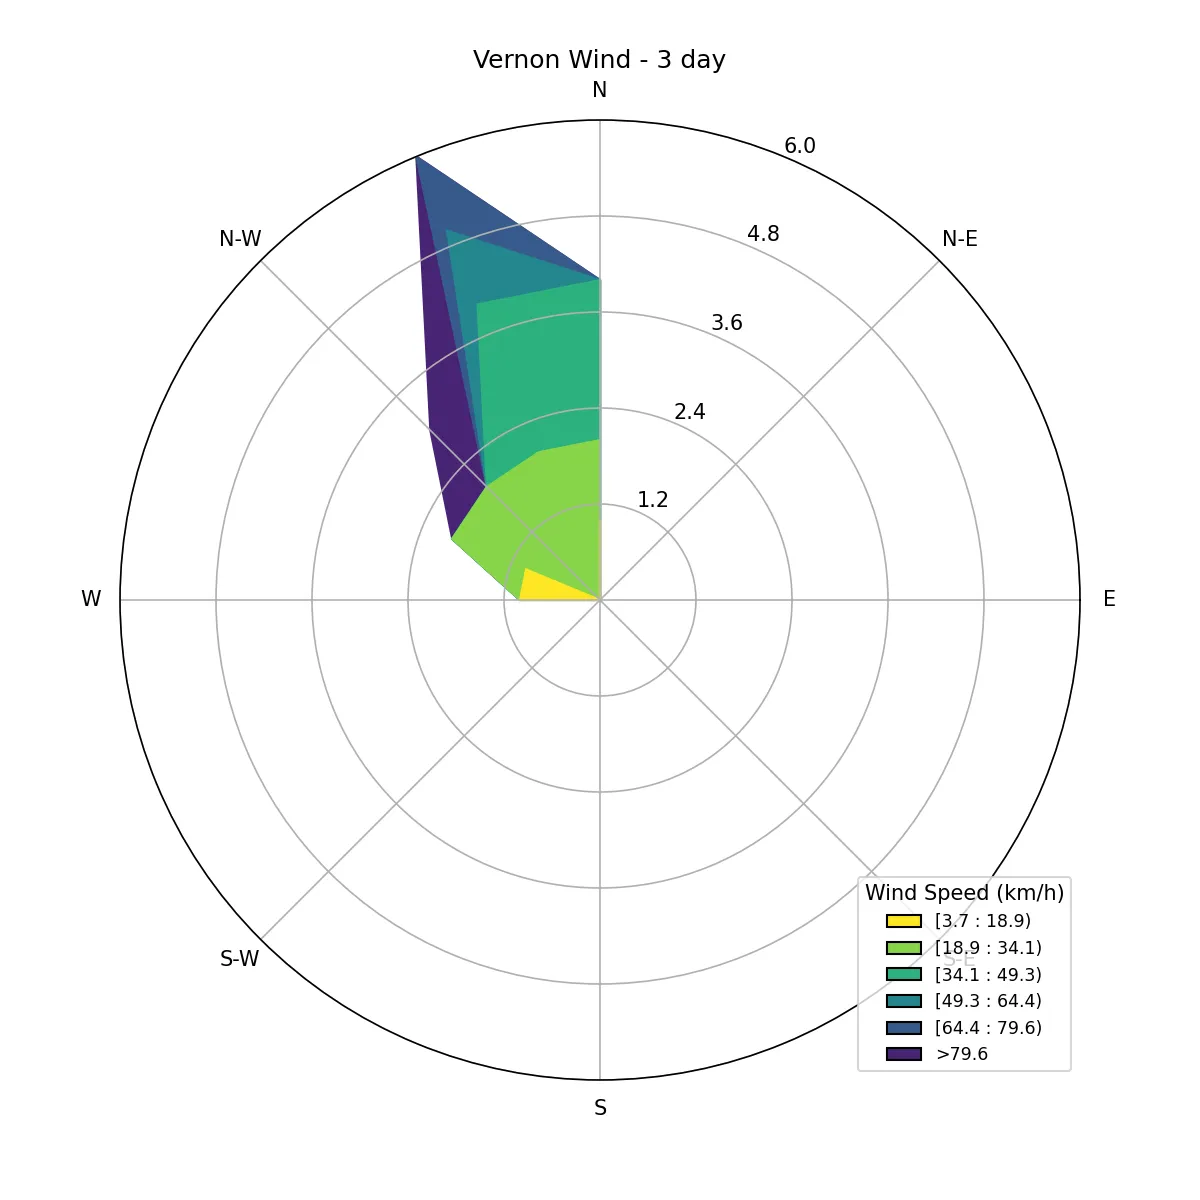 Vernon Wind - 3 day
N
6.0
N-W
N-E
4.8
3.6
2.4
1.2
W
E
Wind Speed (km/h)
[3.7 : 18.9)
[18.9 : 34.1)
S-W
S-E
[34.1 : 49.3)
[49.3 : 64.4)
[64.4 : 79.6)
>79.6
S